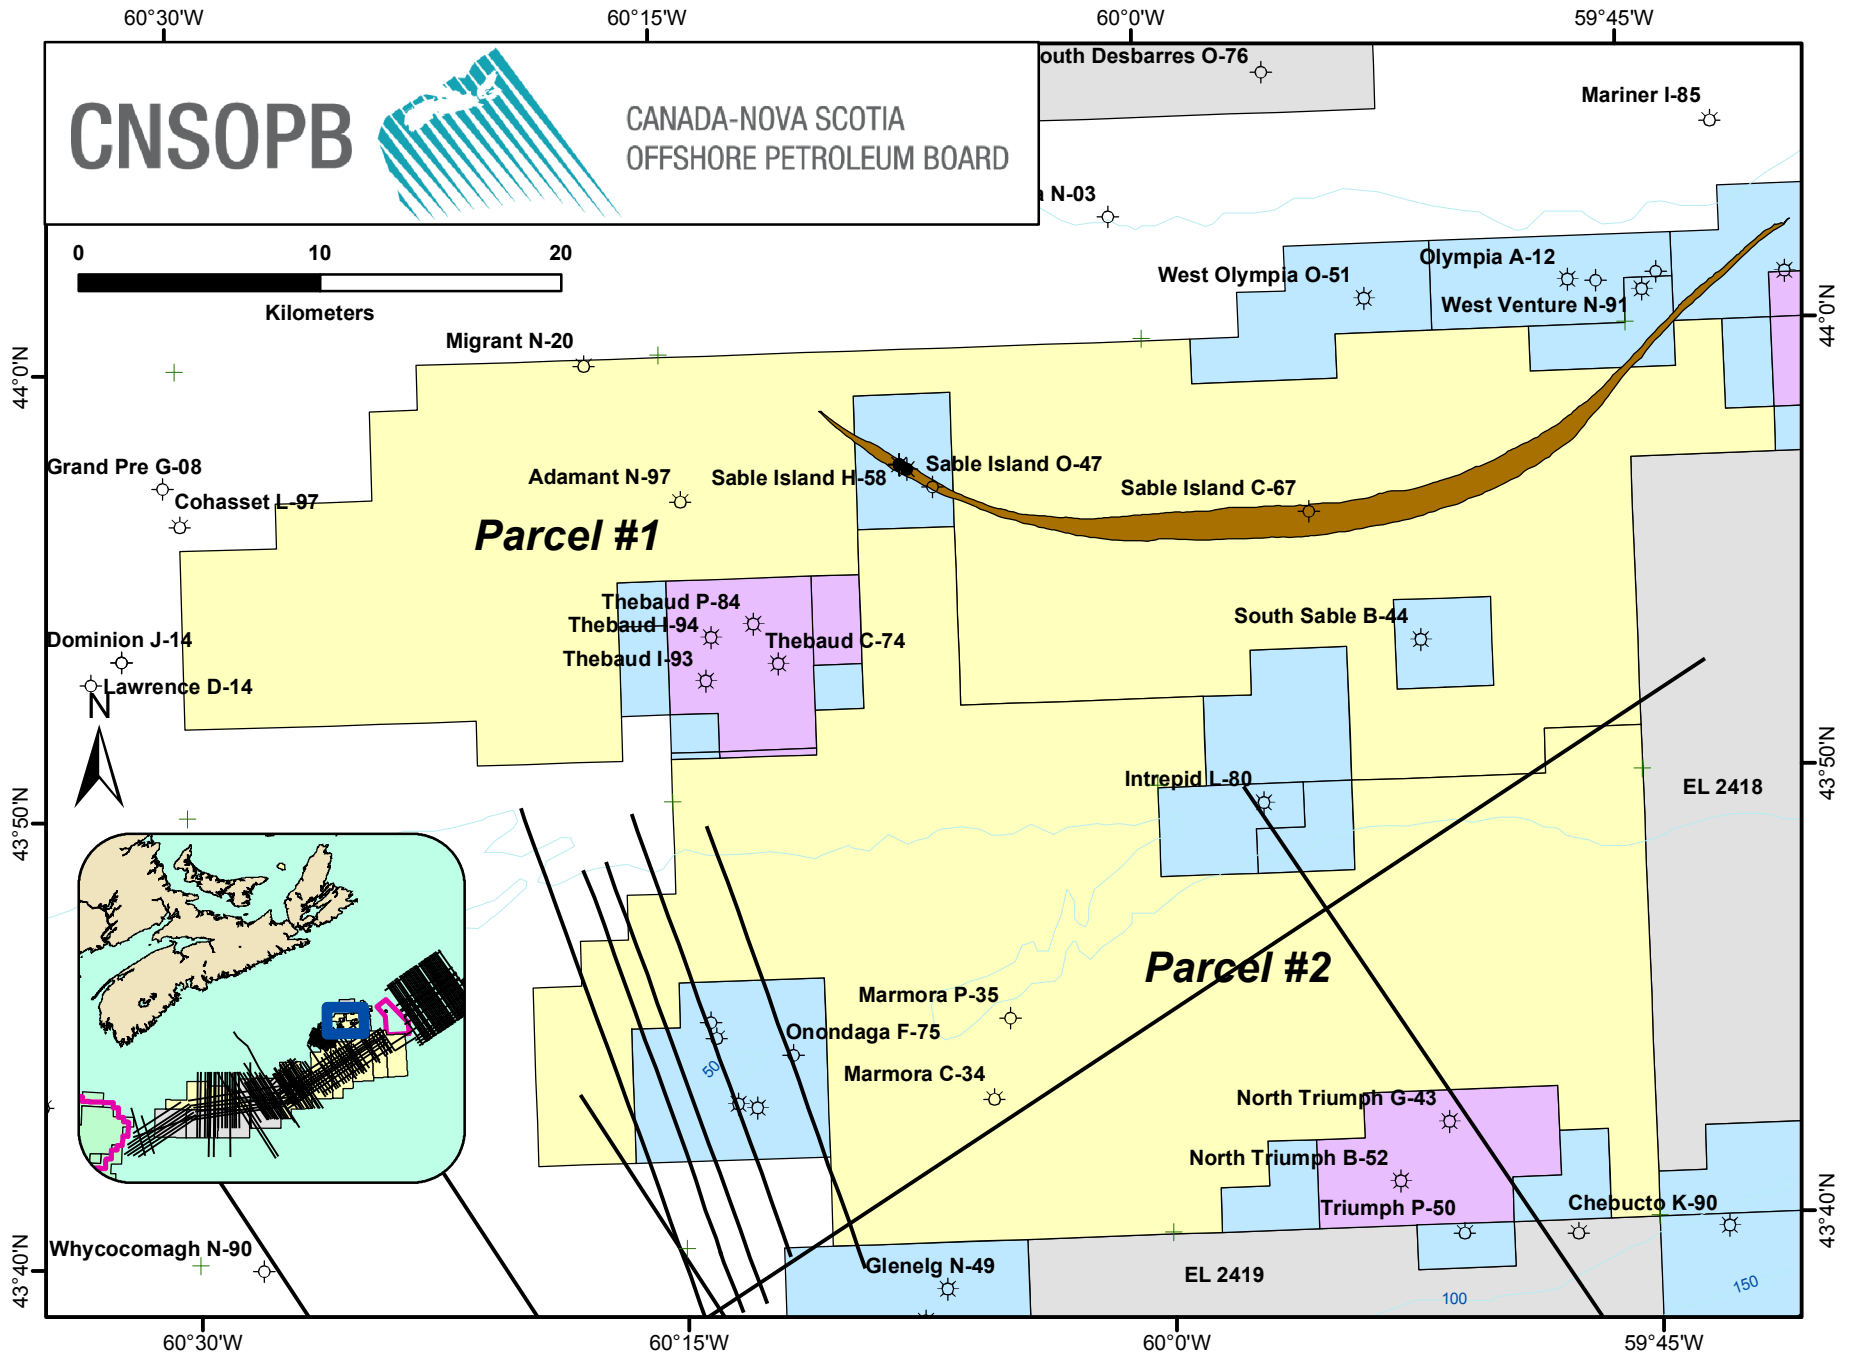 60°30'W
60°15'W
60°0'W
59°45'W
CNSOPB
CANADA-NOVA SCOTIA
OFFSHORE PETROLEUM BOARD
outh Desbarres O-76
Mariner I-85
N-03
0
10
20
Kilometers
West Olympia O-51
Olympia A-12
West Venture N-91
Migrant N-20
44°0'N
44°0'N
Grand Pre G-08
Cohasset L-97
Adamant N-97
Sable Island H-58
Sable Island O-47
Sable Island C-67
Parcel #1
Thebaud P-84
Thebaud I-94
Thebaud C-74
Thebaud I-93
South Sable B-44
Dominion J-14
Lawrence D-14
N
Intrepid L-80
EL 2418
43°50'N
43°50'N
Parcel #2
Marmora P-35
Onondaga F-75
50
Marmora C-34
North Triumph G-43
North Triumph B-52
Triumph P-50
Chebucto K-90
Whycocomagh N-90
Glenelg N-49
EL 2419
100
150
43°40'N
43°40'N
60°30'W
60°15'W
60°0'W
59°45'W